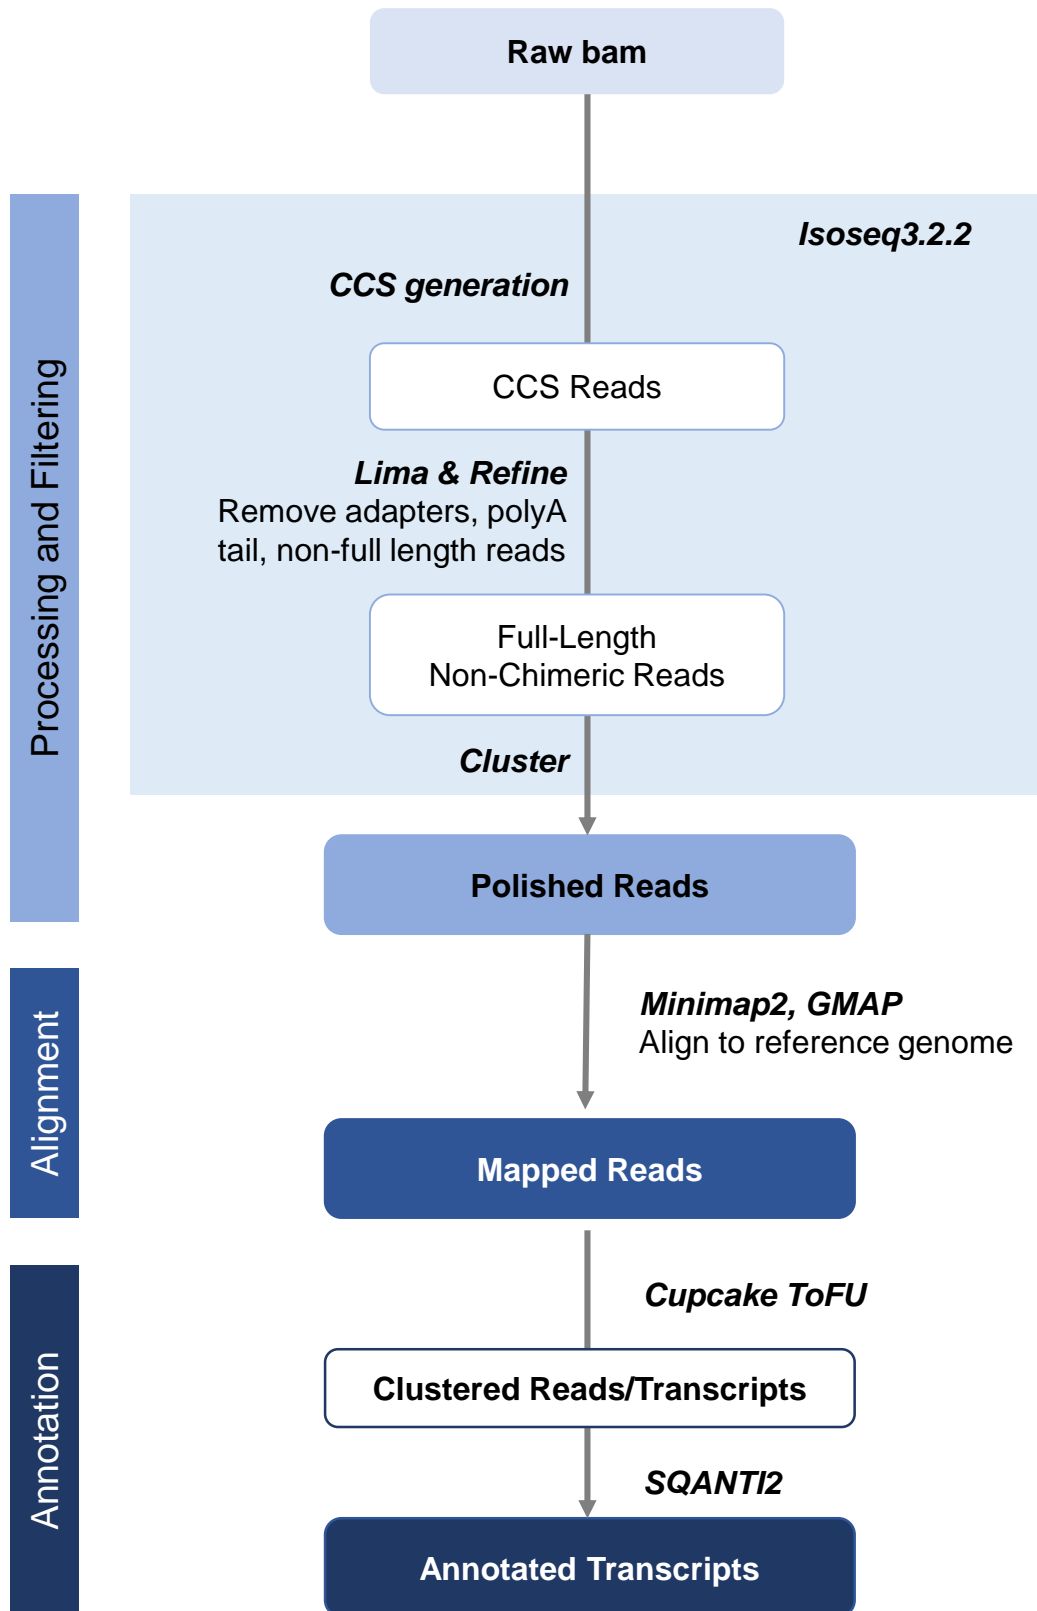 Raw bam
Processing and Filtering
Isoseq3.2.2
CCS generation
CCS Reads
Lima & Refine
Remove adapters, polyA
tail, non-full length reads
Full-Length
Non-Chimeric Reads
Cluster
Polished Reads
Alignment
Minimap2, GMAP
Align to reference genome
Mapped Reads
Annotation
Cupcake ToFU
Clustered Reads/Transcripts
SQANTI2
Annotated Transcripts